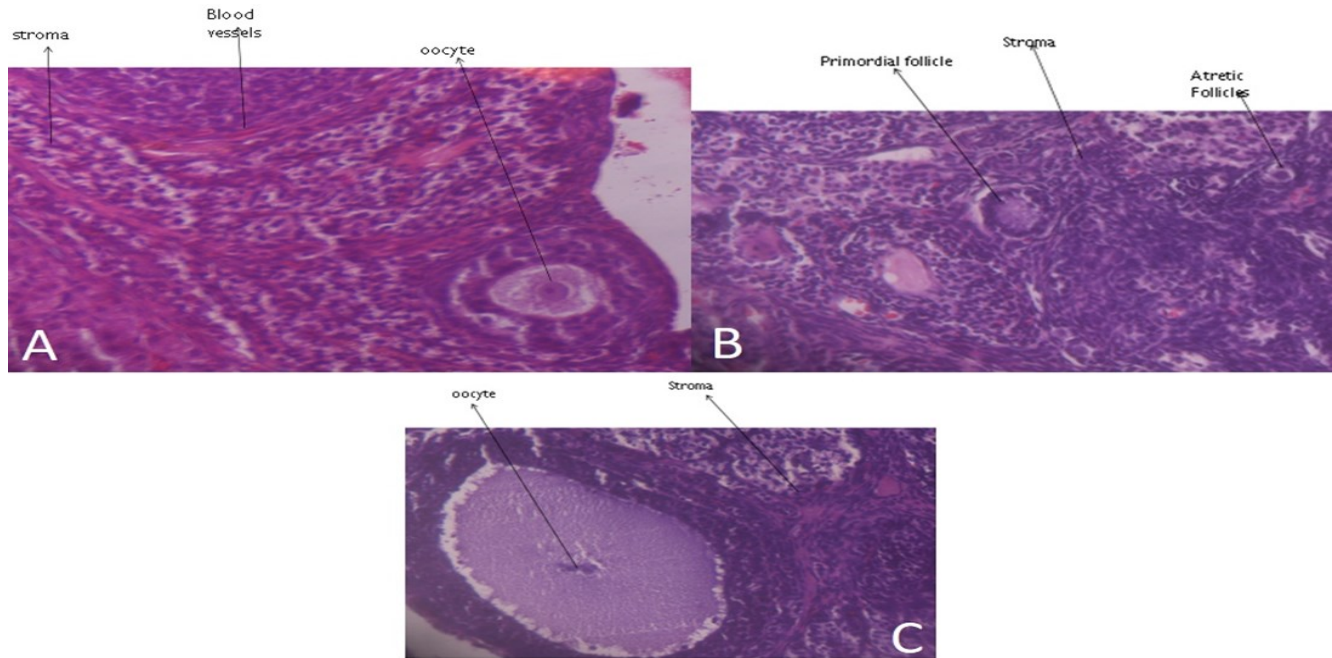 stroma
Blood
vessels
oocyte
Primordial follicle
Stroma
Atretic
Follicles
A
B
oocyte
Stroma
C